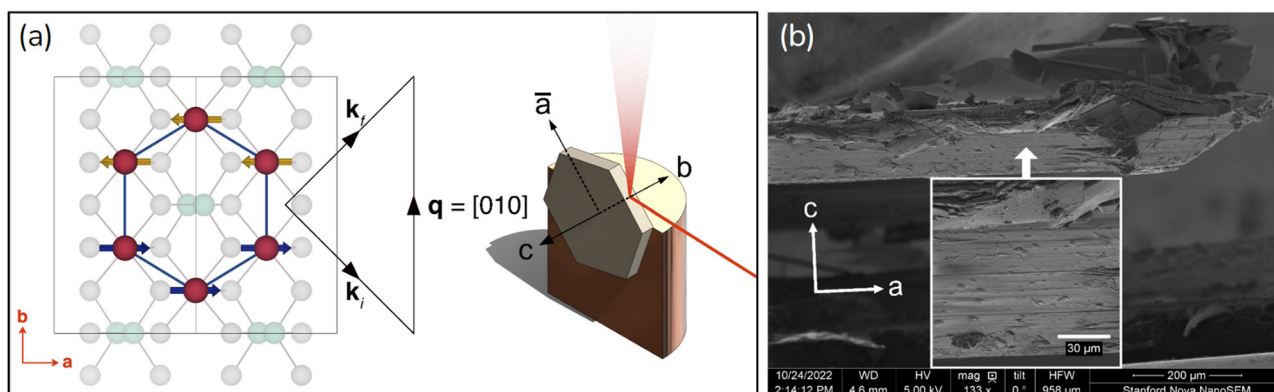 (a)
k_f
q = [010]
k_i
b
a
a̅
b
c
(b)
c
a
30 µm
10/24/2022 WD HV mag tilt HFW 200 µm
2:14:12 PM 4.6 mm 5.00 kV 133 x 0 ° 958 µm Stanford Nova NanoSEM